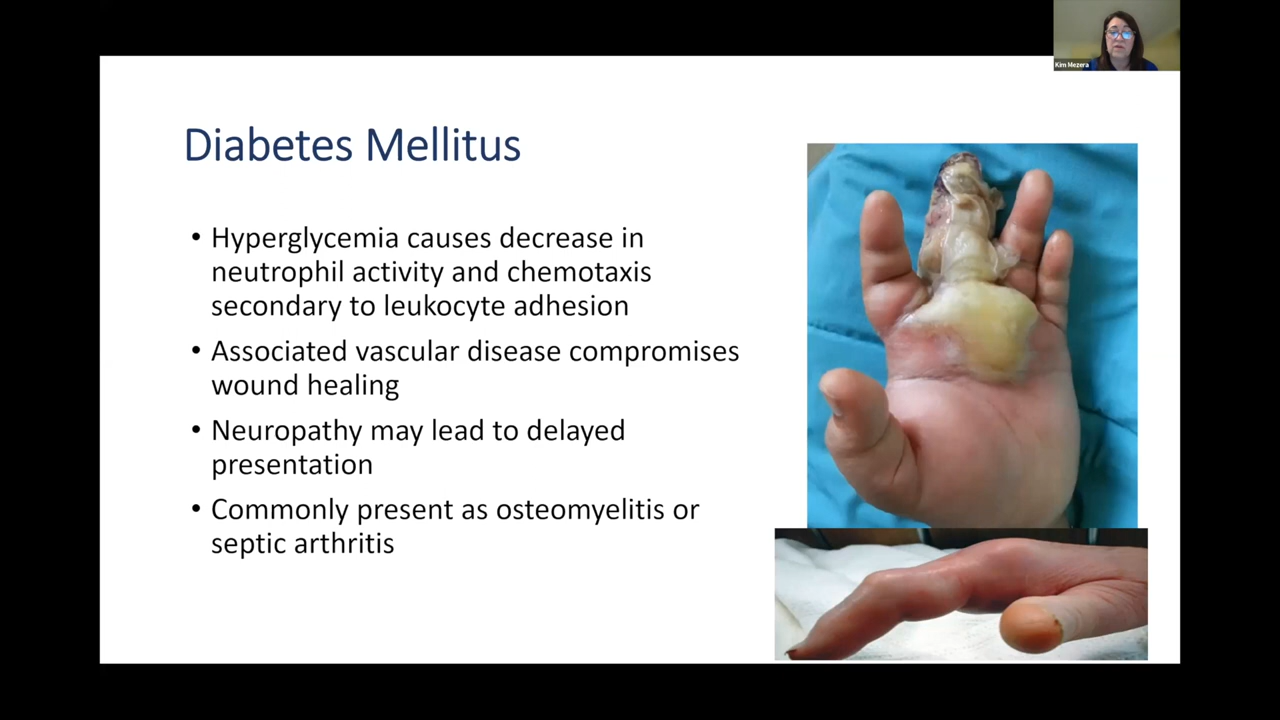 Kim Mezera
Diabetes Mellitus
• Hyperglycemia causes decrease in
neutrophil activity and chemotaxis
secondary to leukocyte adhesion
• Associated vascular disease compromises
wound healing
• Neuropathy may lead to delayed
presentation
• Commonly present as osteomyelitis or
septic arthritis